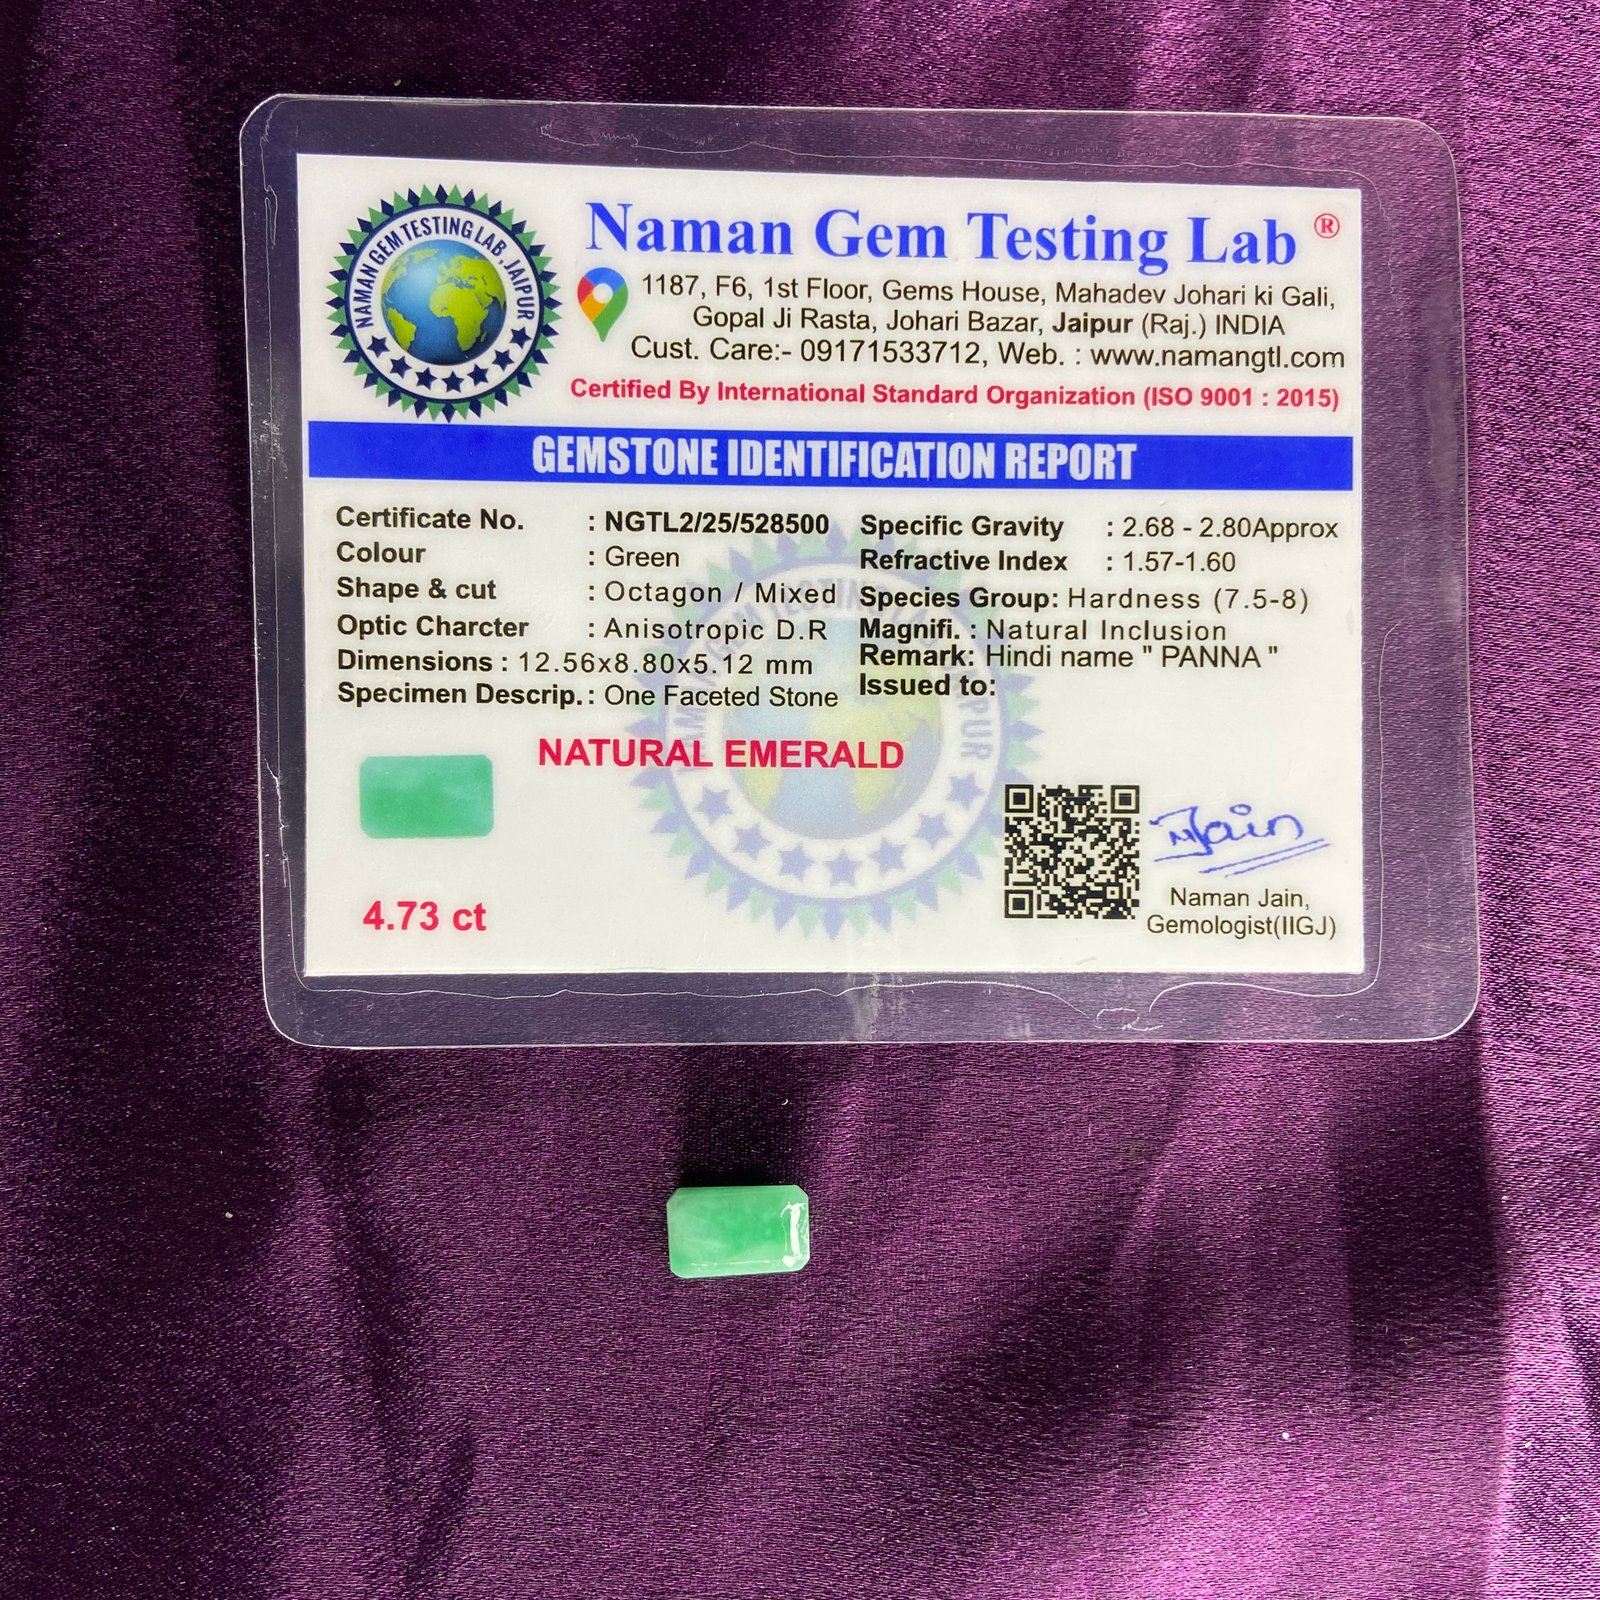 NAMAN GEM TESTING LAB, JAIPUR
Naman Gem Testing Lab ®
1187, F6, 1st Floor, Gems House, Mahadev Johari ki Gali,
Gopal Ji Rasta, Johari Bazar, Jaipur (Raj.) INDIA
Cust. Care:- 09171533712, Web. : www.namangtl.com
Certified By International Standard Organization (ISO 9001 : 2015)
GEMSTONE IDENTIFICATION REPORT
Certificate No. : NGTL2/25/528500
Colour : Green
Shape & cut : Octagon / Mixed
Optic Charcter : Anisotropic D.R
Dimensions : 12.56x8.80x5.12 mm
Specimen Descrip. : One Faceted Stone
Specific Gravity : 2.68 - 2.80Approx
Refractive Index : 1.57-1.60
Species Group: Hardness (7.5-8)
Magnifi. : Natural Inclusion
Remark: Hindi name " PANNA "
Issued to:
NATURAL EMERALD
4.73 ct
NJain
Naman Jain,
Gemologist(IIGJ)